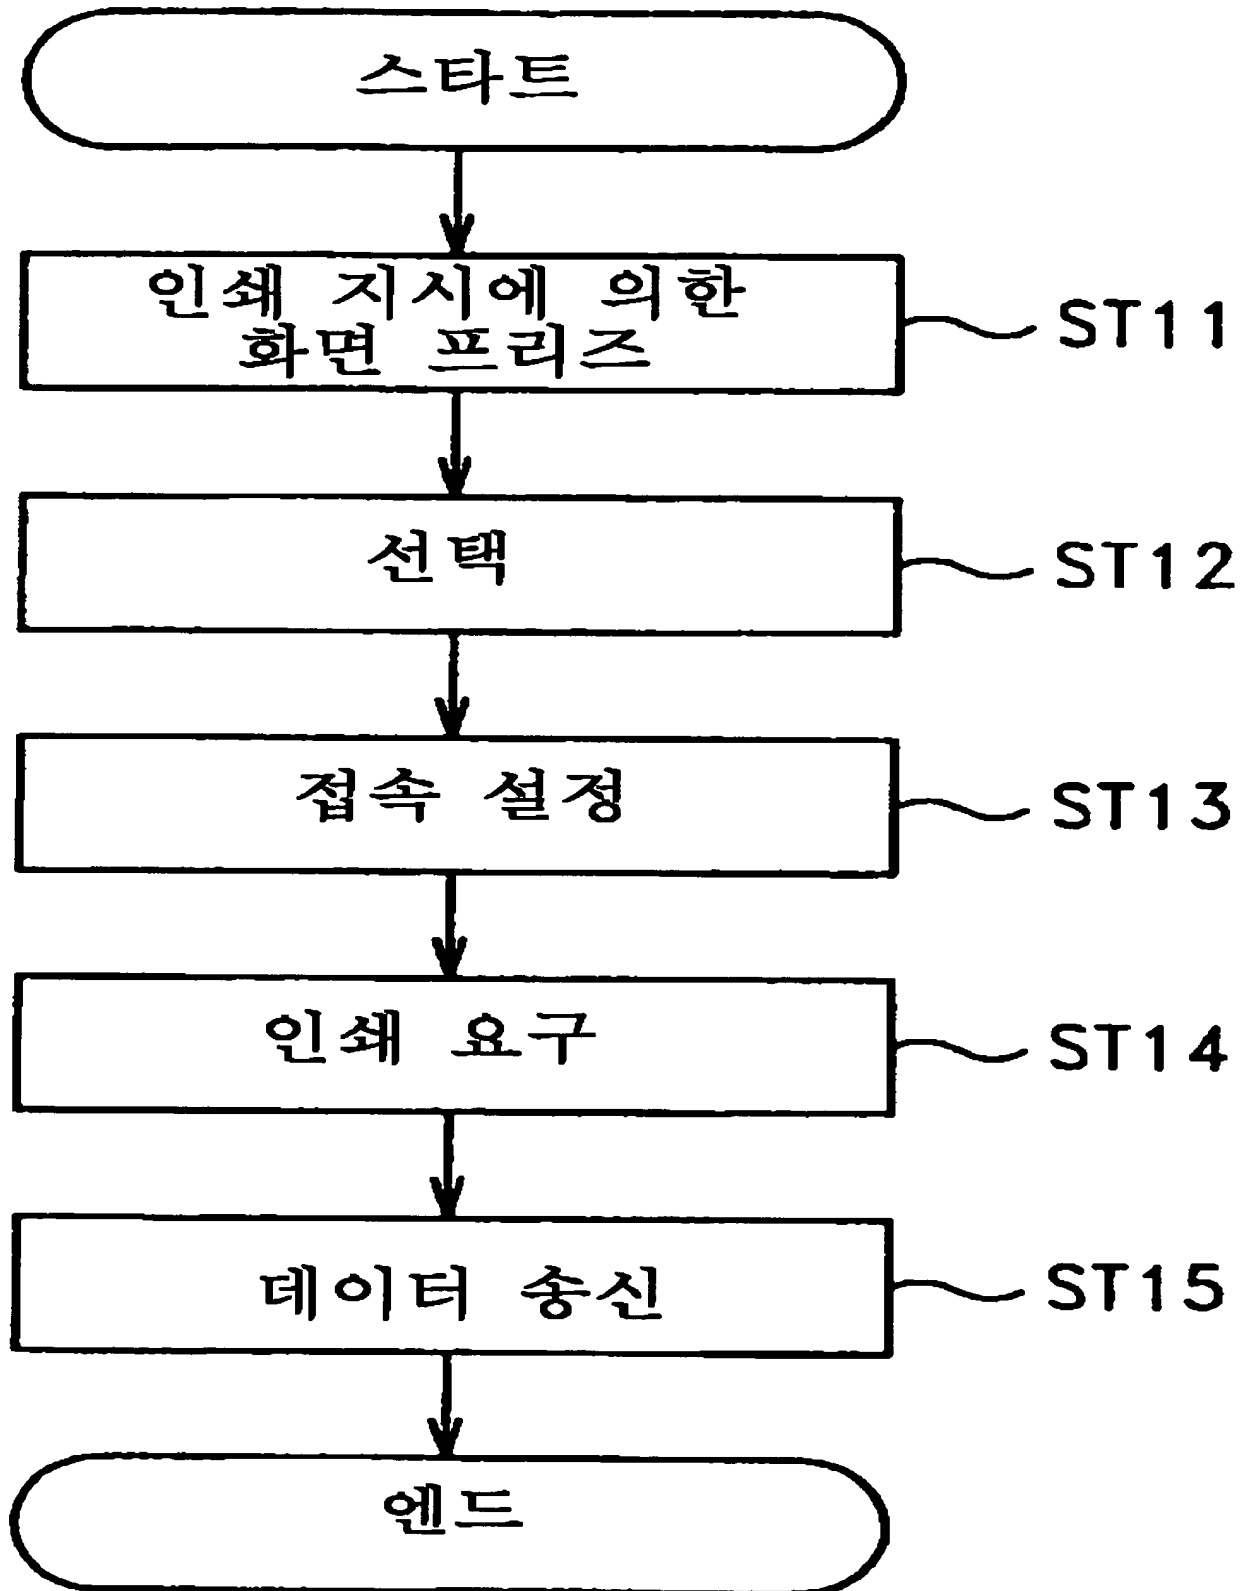 스타트
인쇄 지시에 의한
화면 프리즈
ST11
선택
ST12
접속 설정
ST13
인쇄 요구
ST14
데이터 송신
ST15
엔드